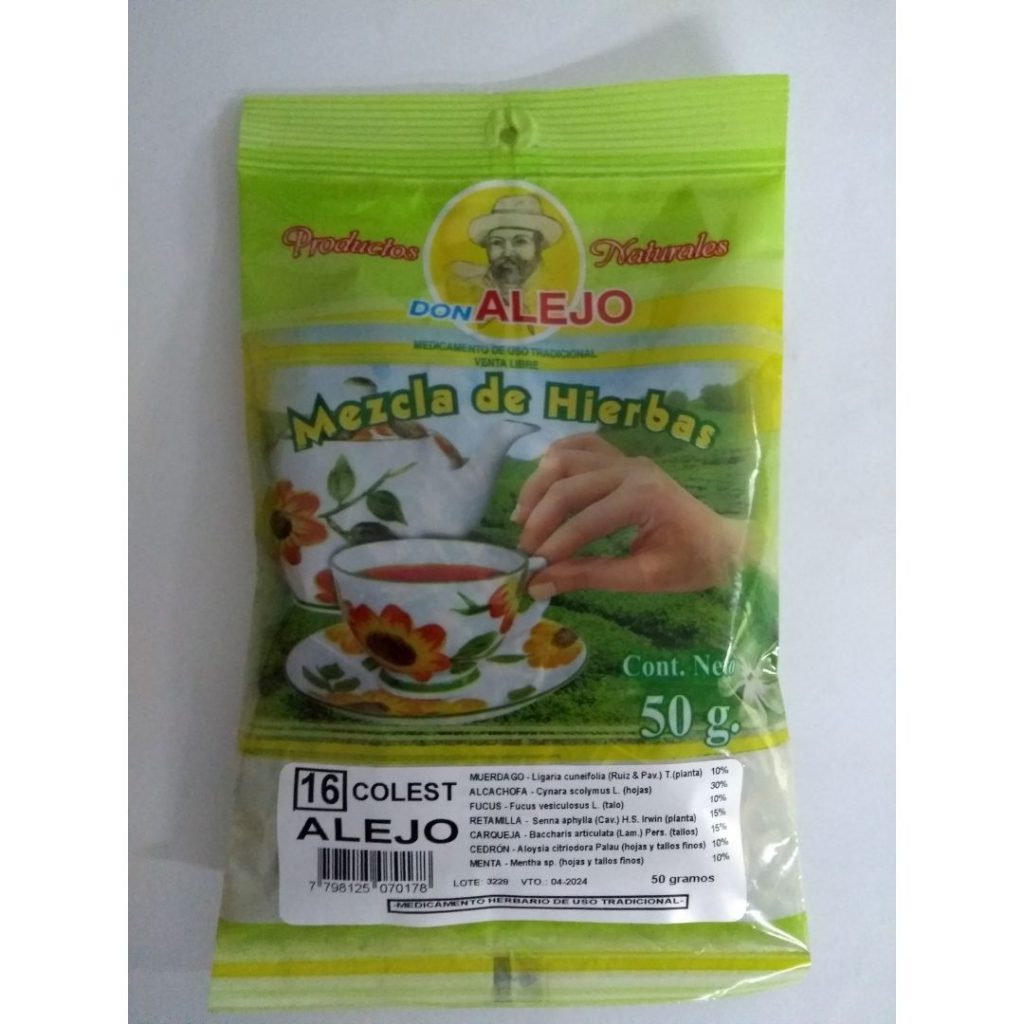 Productos Naturales
DON ALEJO
MEDICAMENTO DE USO TRADICIONAL
VENTA LIBRE
Mezcla de Hierbas
Cont. Neto
50 g.
16 COLEST
ALEJO
MUERDAGO - Ligaria cuneifolia (Ruiz & Pav.) T.(planta) 10%
ALCACHOFA - Cynara scolymus L. (hojas) 30%
FUCUS - Fucus vesiculosus L. (talo) 10%
RETAMILLA - Senna aphylla (Cav.) H.S. Irwin (planta) 15%
CARQUEJA - Baccharis articulata (Lam.) Pers. (tallos) 15%
CEDRÓN - Aloysia citriodora Palau (hojas y tallos finos) 10%
MENTA - Mentha sp. (hojas y tallos finos) 10%
7 798125 070178
LOTE: 3229 VTO.: 04-2024 50 gramos
-MEDICAMENTO HERBARIO DE USO TRADICIONAL-